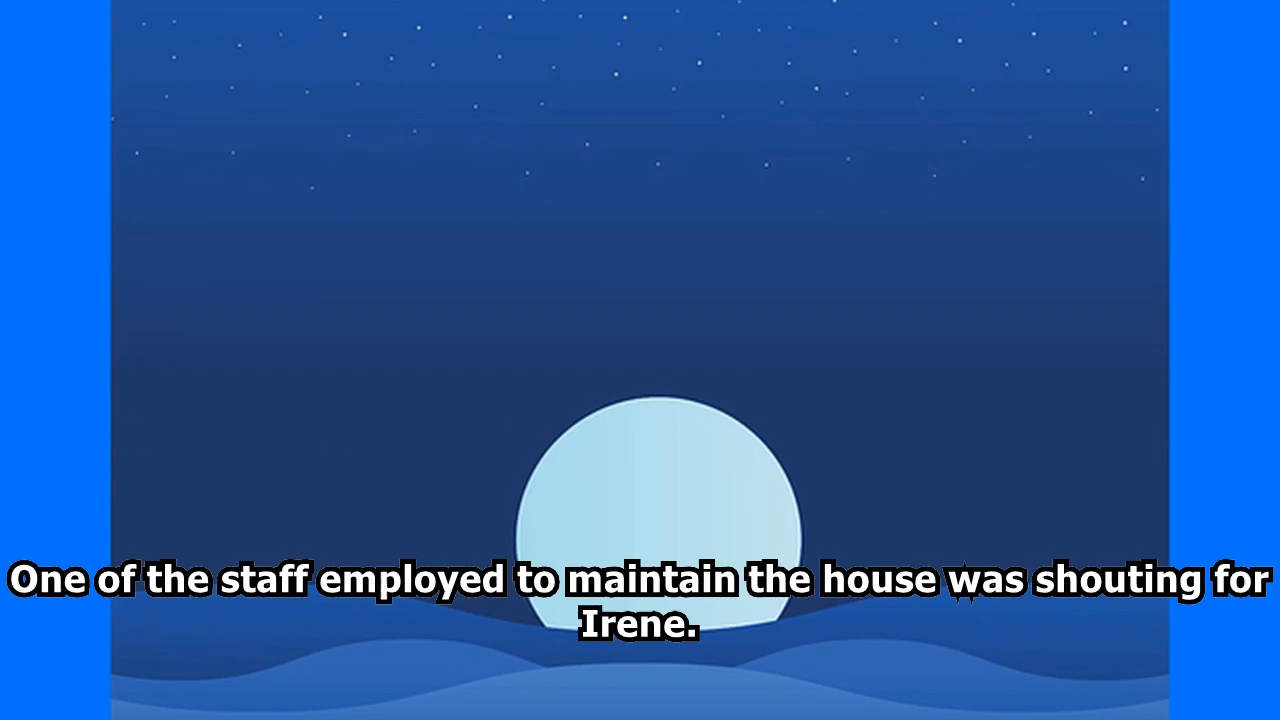 One of the staff employed to maintain the house was shouting for
Irene.